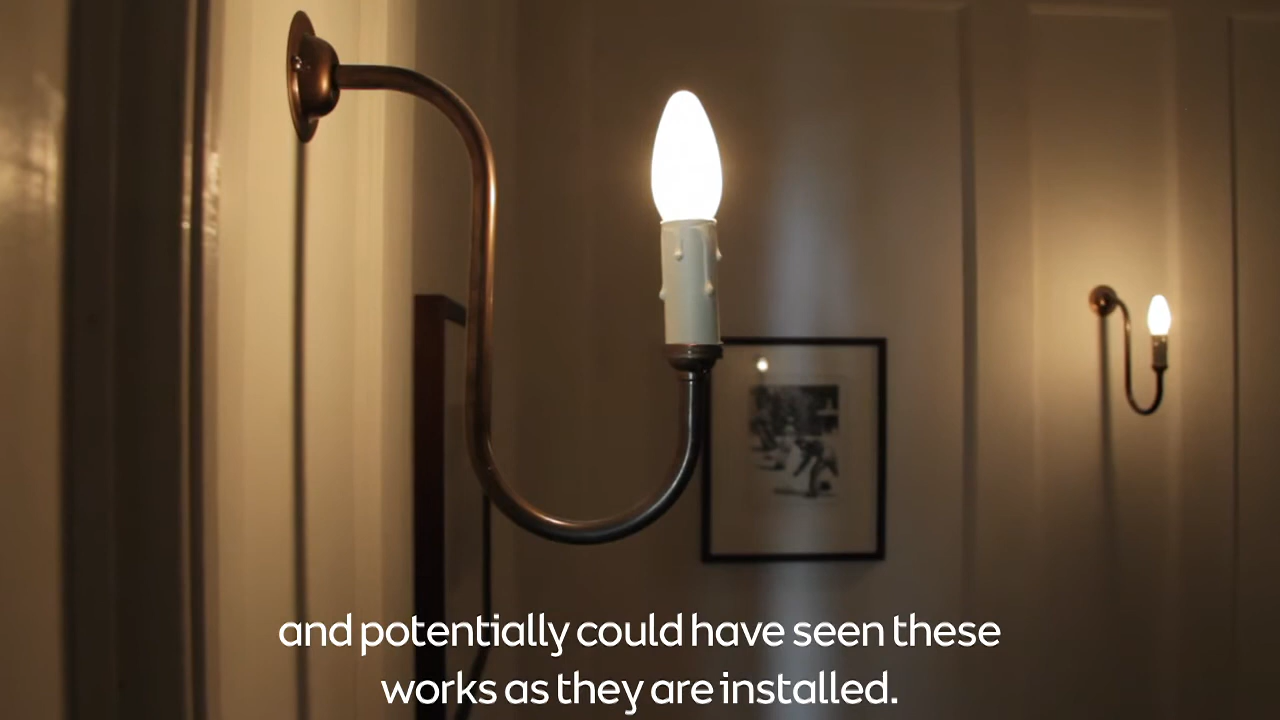 and potentially could have seen these
works as they are installed.